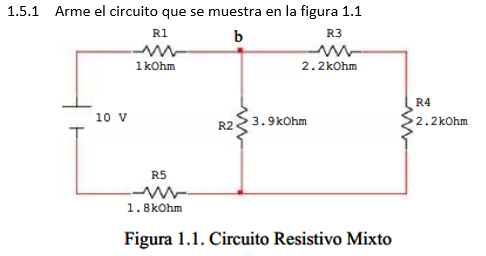 1.5.1 Arme el circuito que se muestra en la figura 1.1
R1 b R3
1kOhm 2.2kOhm
R4
10 V R2 3.9kOhm 2.2kOhm
R5
1.8kOhm
Figura 1.1. Circuito Resistivo Mixto